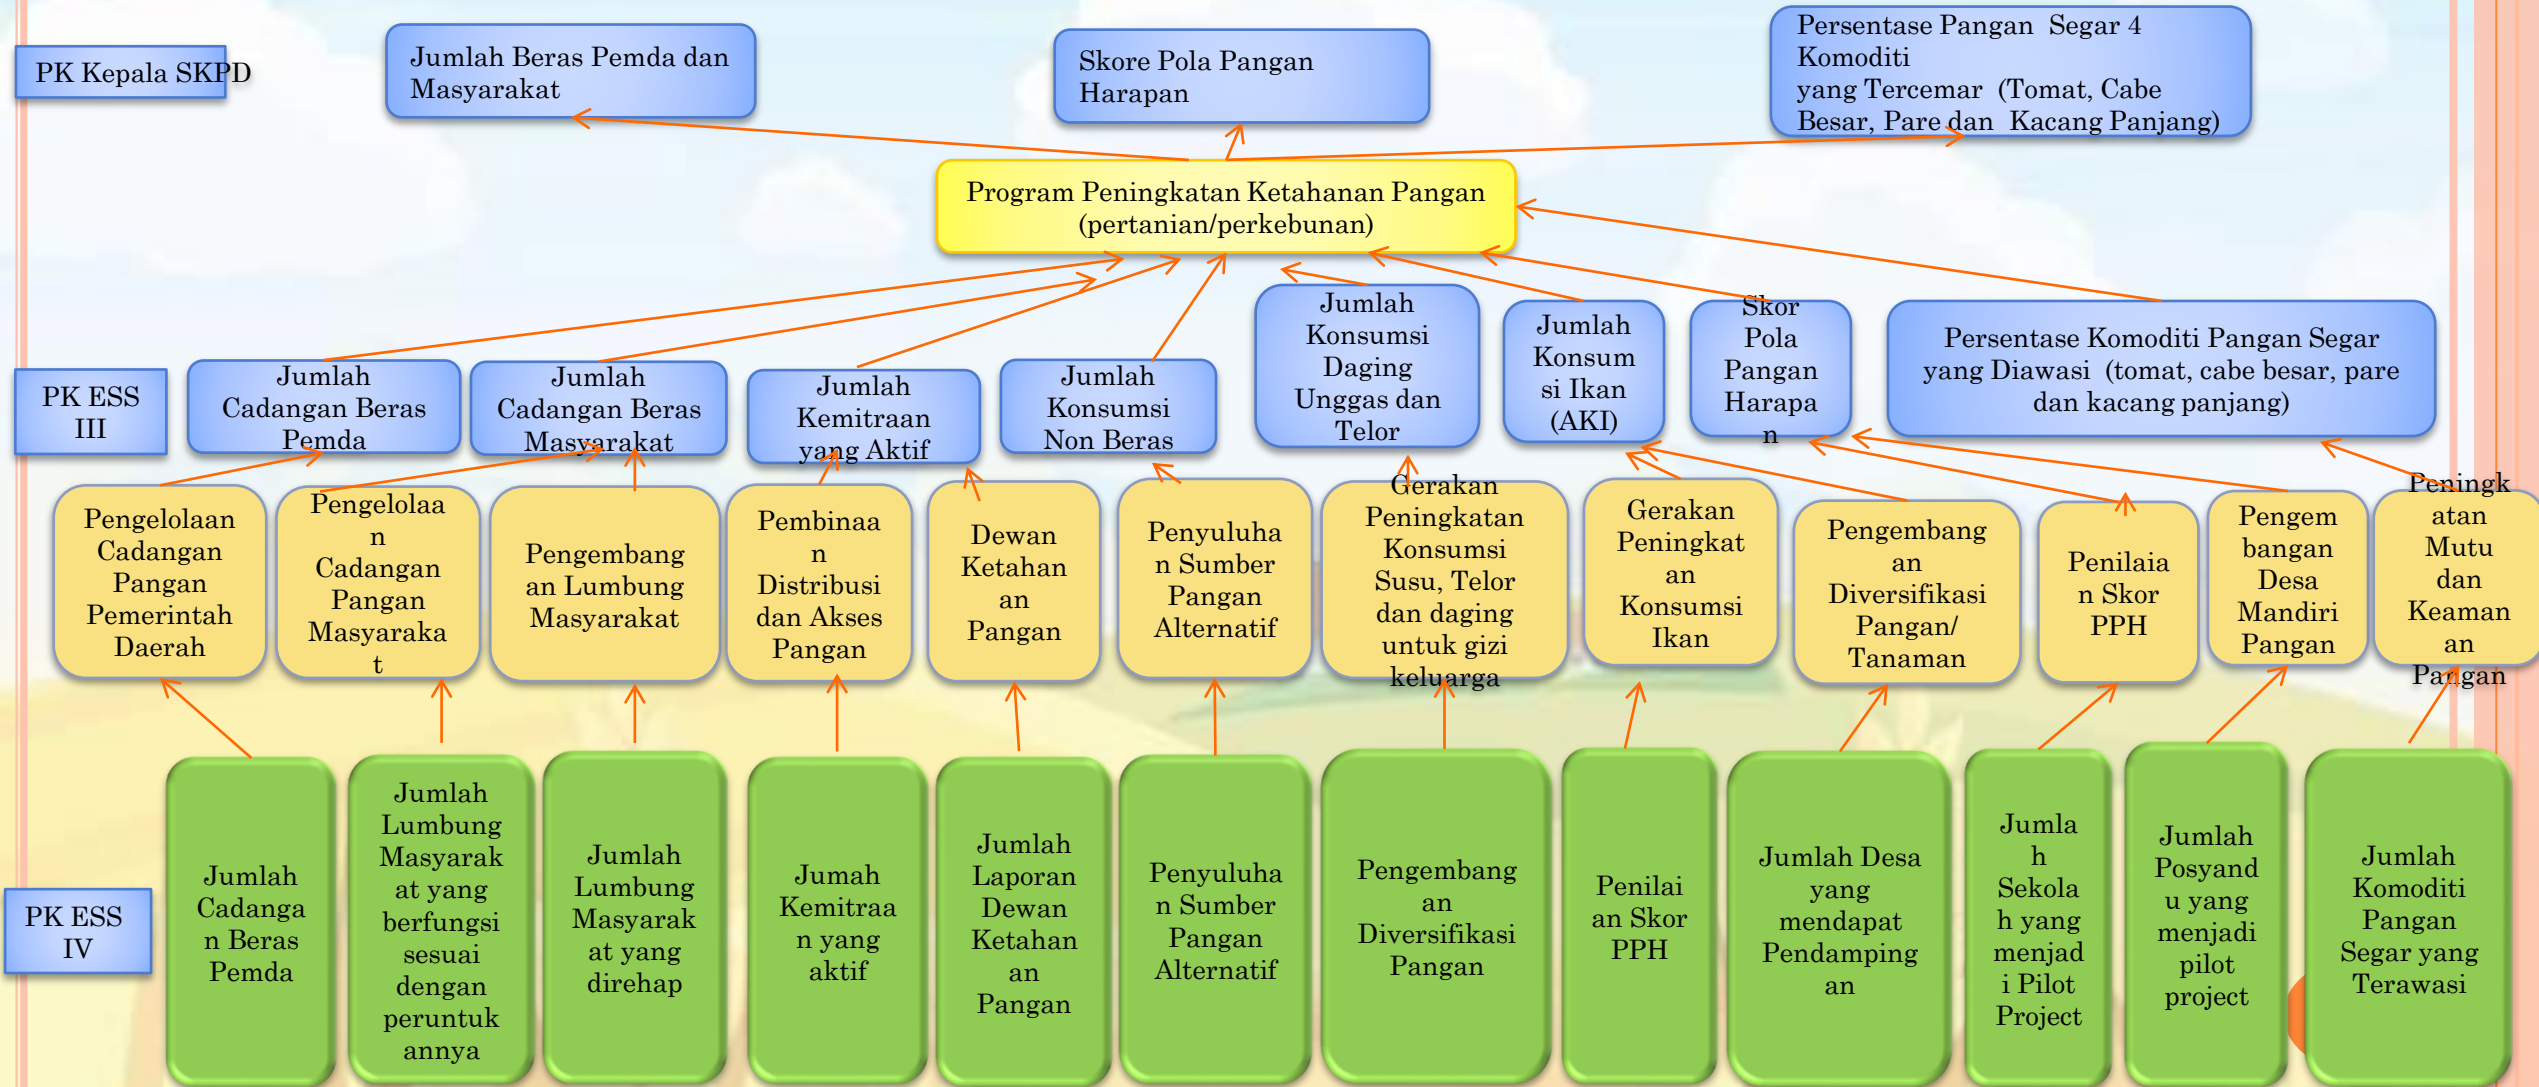 PK Kepala SKPD
Jumlah Beras Pemda dan
Masyarakat
Skore Pola Pangan
Harapan
Persentase Pangan Segar 4
Komoditi
yang Tercemar (Tomat, Cabe
Besar, Pare dan Kacang Panjang)
Program Peningkatan Ketahanan Pangan
(pertanian/perkebunan)
PK ESS
III
Jumlah
Cadangan Beras
Pemda
Jumlah
Cadangan Beras
Masyarakat
Jumlah
Kemitraan
yang Aktif
Jumlah
Konsumsi
Non Beras
Jumlah
Konsumsi
Daging
Unggas dan
Telor
Jumlah
Konsum
si Ikan
(AKI)
Skor
Pola
Pangan
Harapa
n
Persentase Komoditi Pangan Segar
yang Diawasi (tomat, cabe besar, pare
dan kacang panjang)
Pengelolaan
Cadangan
Pangan
Pemerintah
Daerah
Pengelolaa
n
Cadangan
Pangan
Masyaraka
t
Pengembang
an Lumbung
Masyarakat
Pembinaa
n
Distribusi
dan Akses
Pangan
Dewan
Ketahan
an
Pangan
Penyuluha
n Sumber
Pangan
Alternatif
Gerakan
Peningkatan
Konsumsi
Susu, Telor
dan daging
untuk gizi
keluarga
Gerakan
Peningkat
an
Konsumsi
Ikan
Pengembang
an
Diversifikasi
Pangan/
Tanaman
Penilaia
n Skor
PPH
Pengem
bangan
Desa
Mandiri
Pangan
Peningk
atan
Mutu
dan
Keaman
an
Pangan
PK ESS
IV
Jumlah
Cadanga
n Beras
Pemda
Jumlah
Lumbung
Masyarak
at yang
berfungsi
sesuai
dengan
peruntuk
annya
Jumlah
Lumbung
Masyarak
at yang
direhap
Jumah
Kemitraa
n yang
aktif
Jumlah
Laporan
Dewan
Ketahan
an
Pangan
Penyuluha
n Sumber
Pangan
Alternatif
Pengembang
an
Diversifikasi
Pangan
Penilai
an Skor
PPH
Jumlah Desa
yang
mendapat
Pendamping
an
Jumla
h
Sekola
h yang
menjad
i Pilot
Project
Jumlah
Posyand
u yang
menjadi
pilot
project
Jumlah
Komoditi
Pangan
Segar yang
Terawasi